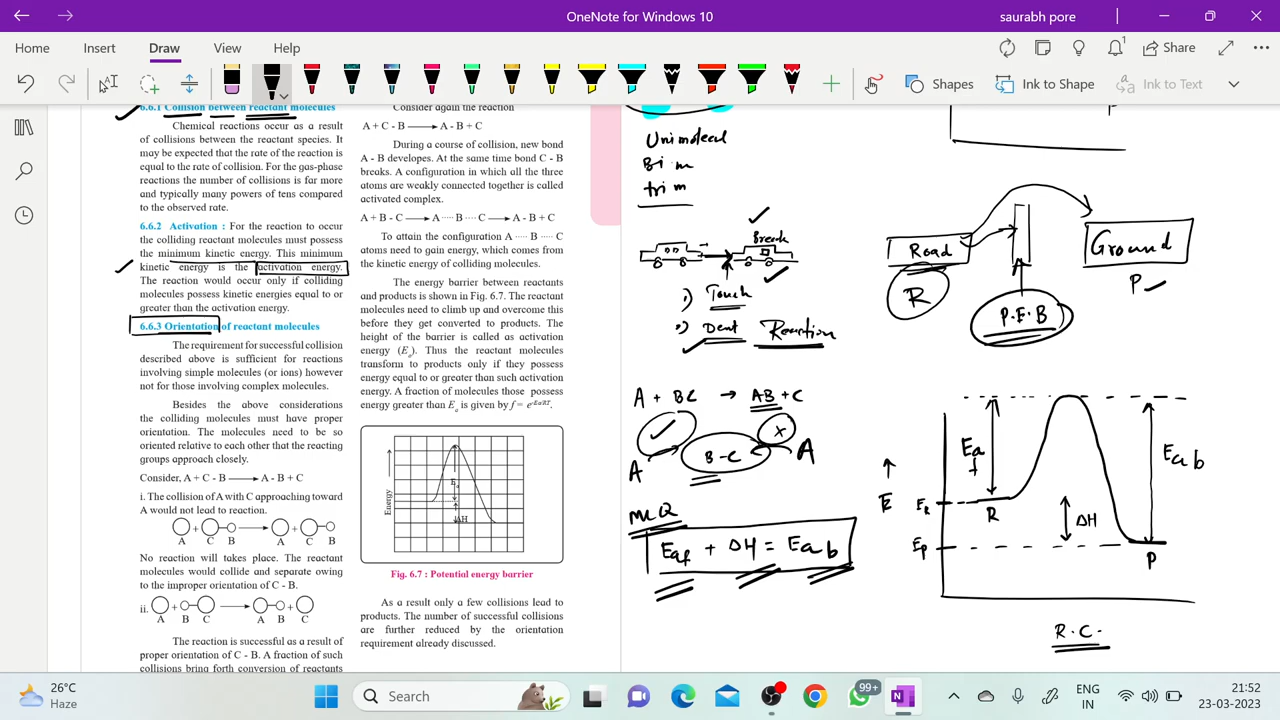 OneNote for Windows 10
saurabh pore
Home Insert Draw View Help
Share
Shapes
Ink to Shape
Ink to Text
6.6.1 Collision between reactant molecules
Chemical reactions occur as a result
of collisions between the reactant species. It
may be expected that the rate of the reaction is
equal to the rate of collision. For the gas-phase
reactions the number of collisions is far more
and typically many powers of tens compared
to the observed rate.
6.6.2 Activation : For the reaction to occur
the colliding reactant molecules must possess
the minimum kinetic energy. This minimum
kinetic energy is the activation energy.
The reaction would occur only if colliding
molecules possess kinetic energies equal to or
greater than the activation energy.
6.6.3 Orientation of reactant molecules
The requirement for successful collision
described above is sufficient for reactions
involving simple molecules (or ions) however
not for those involving complex molecules.
Besides the above considerations
the colliding molecules must have proper
orientation. The molecules need to be so
oriented relative to each other that the reacting
groups approach closely.
Consider, A + C - B ⟶ A - B + C
i. The collision of A with C approaching toward
A would not lead to reaction.
+ ⟶ +
A C B A C B
No reaction will takes place. The reactant
molecules would collide and separate owing
to the improper orientation of C - B.
ii. + ⟶ +
A B C A B C
The reaction is successful as a result of
proper orientation of C - B. A fraction of such
collisions bring forth conversion of reactants
Consider again the reaction
A + C - B ⟶ A - B + C
During a course of collision, new bond
A - B developes. At the same time bond C - B
breaks. A configuration in which all the three
atoms are weakly connected together is called
activated complex.
A + B - C ⟶ A ····· B ····· C ⟶ A - B + C
To attain the configuration A ····· B ····· C
atoms need to gain energy, which comes from
the kinetic energy of colliding molecules.
The energy barrier between reactants
and products is shown in Fig. 6.7. The reactant
molecules need to climb up and overcome this
before they get converted to products. The
height of the barrier is called as activation
energy (Ea). Thus the reactant molecules
transform to products only if they possess
energy equal to or greater than such activation
energy. A fraction of molecules those possess
energy greater than Ea is given by f = e-Ea/RT.
Energy
Ea
ΔH
Fig. 6.7 : Potential energy barrier
As a result only a few collisions lead to
products. The number of successful collisions
are further reduced by the orientation
requirement already discussed.
Unimolecul
Bi m
tri m
Break
1) Touch
2) Dent Reaction
A + BC → AB + C
B - C
A A
MCQ
Eaf + ΔH = Eab
P
Road
Ground
R
P
P.E.B
E
ER
EP
Eaf
R
ΔH
Eab
P
R.C.
26°C
Haze
Search
99+
ENG
IN
21:52
23-03-2023